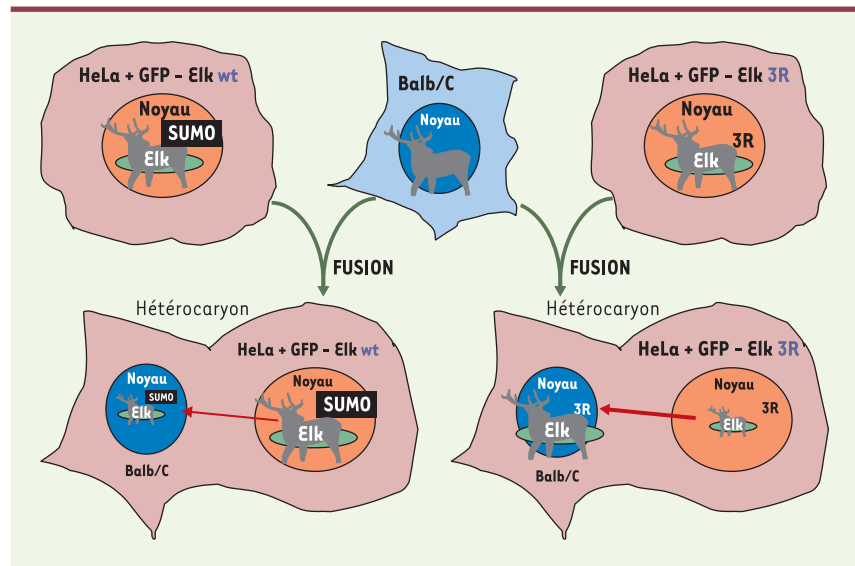 HeLa + GFP – Elk wt
Noyau
SUMO
Elk
Balb/C
Noyau
HeLa + GFP – Elk 3R
Noyau
3R
Elk
FUSION
FUSION
Hétérocaryon
HeLa + GFP – Elk wt
Noyau
SUMO
Elk
Balb/C
Noyau
SUMO
Elk
Hétérocaryon
HeLa + GFP – Elk 3R
Noyau
3R
Elk
Balb/C
Noyau
3R
Elk